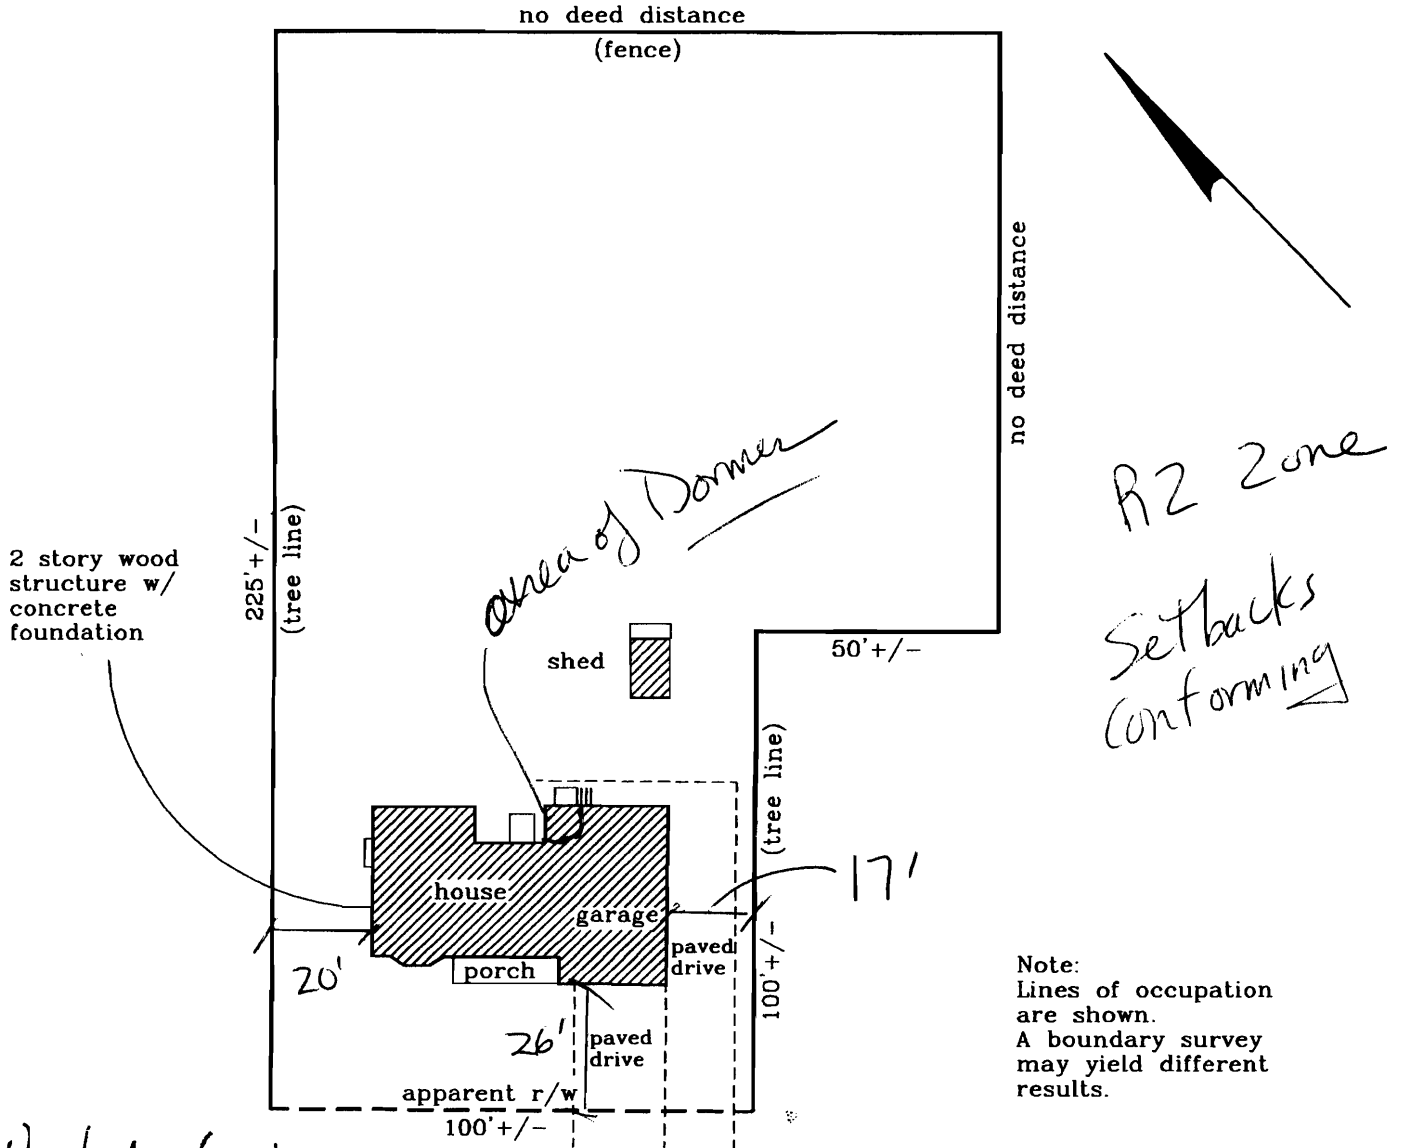 no deed distance
(fence)
no deed distance
R2 Zone
area of Dormer
225'+/-
(tree line)
2 story wood
structure w/
concrete
foundation
Setbacks
Conforming
shed
50'+/-
(tree line)
17'
house
garage
paved
drive
porch
20'
100'+/-
26'
paved
drive
Note:
Lines of occupation
are shown.
A boundary survey
may yield different
results.
apparent r/w
100'+/-